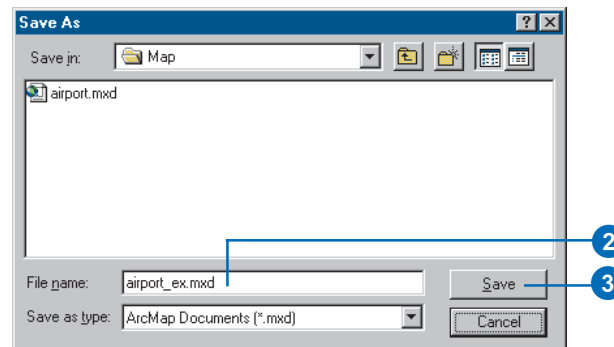 Save As
Save in: Map
airport.mxd
2
File name: airport_ex.mxd Save 3
Save as type: ArcMap Documents (*.mxd) Cancel